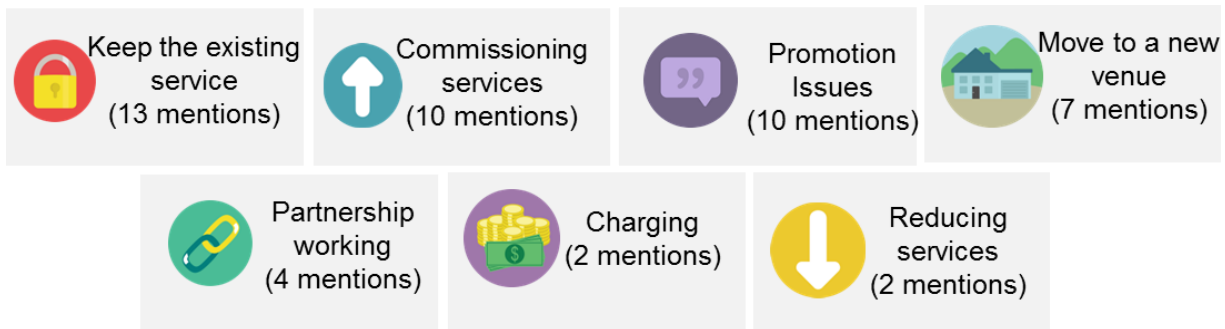 Keep the existing
service
(13 mentions)
Commissioning
services
(10 mentions)
Promotion
Issues
(10 mentions)
Move to a new
venue
(7 mentions)
Partnership
working
(4 mentions)
Charging
(2 mentions)
Reducing
services
(2 mentions)